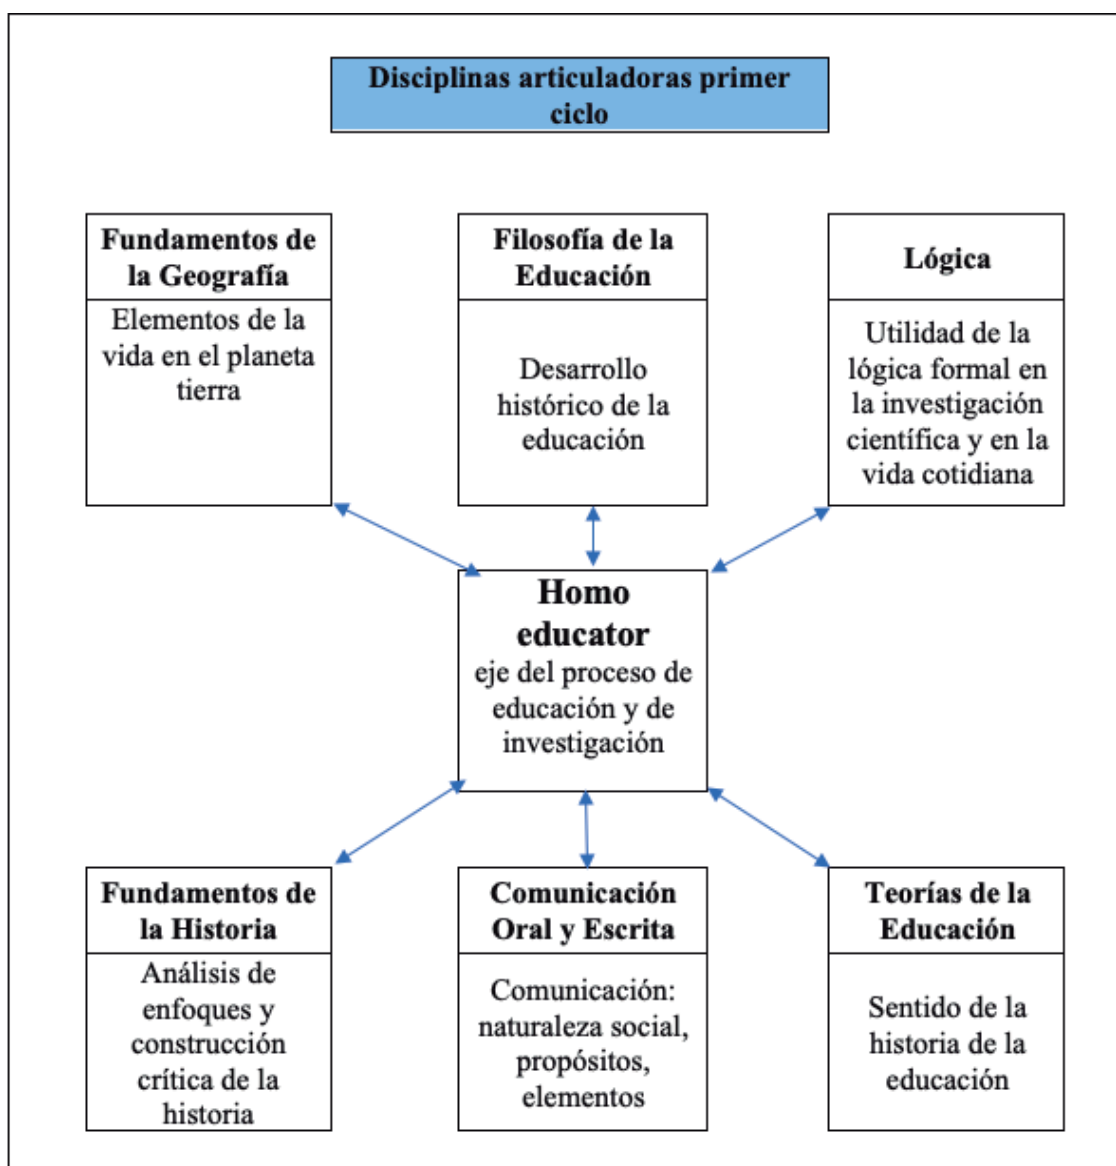 Disciplinas articuladoras primer
ciclo
Fundamentos de
la Geografía
Elementos de la
vida en el planeta
tierra
Filosofía de la
Educación
Desarrollo
histórico de la
educación
Lógica
Utilidad de la
lógica formal en
la investigación
científica y en la
vida cotidiana
Homo
educator
eje del proceso de
educación y de
investigación
Fundamentos de
la Historia
Análisis de
enfoques y
construcción
crítica de la
historia
Comunicación
Oral y Escrita
Comunicación:
naturaleza social,
propósitos,
elementos
Teorías de la
Educación
Sentido de la
historia de la
educación